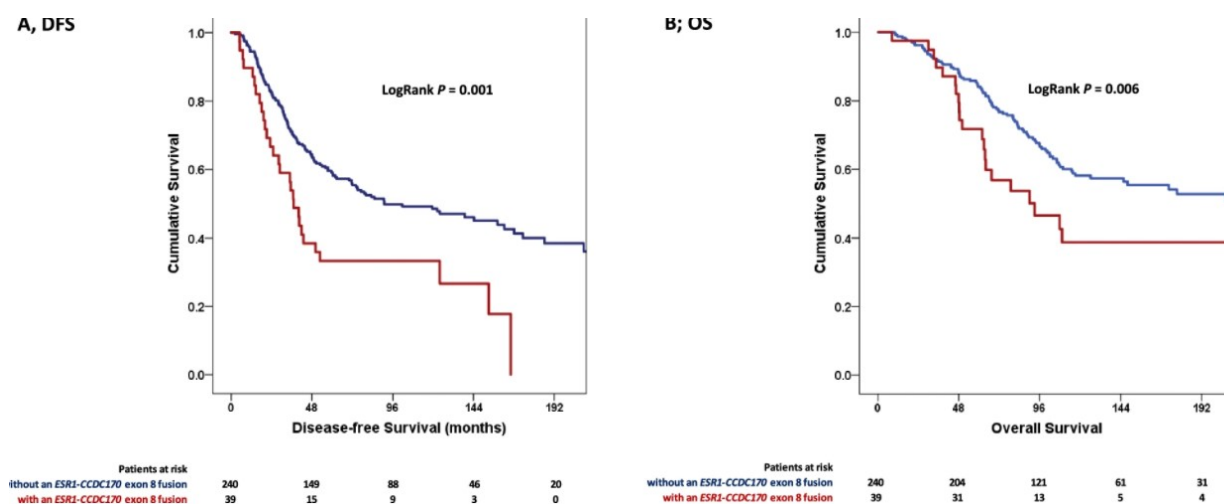 A, DFS
LogRank P = 0.001
Cumulative Survival
1.0
0.8
0.6
0.4
0.2
0.0
0 48 96 144 192
Disease-free Survival (months)
Patients at risk
ithout an ESR1-CCDC170 exon 8 fusion 240 149 88 46 20
with an ESR1-CCDC170 exon 8 fusion 39 15 9 3 0
B; OS
LogRank P = 0.006
Cumulative Survival
1.0
0.8
0.6
0.4
0.2
0.0
0 48 96 144 192
Overall Survival
Patients at risk
without an ESR1-CCDC170 exon 8 fusion 240 204 121 61 31
with an ESR1-CCDC170 exon 8 fusion 39 31 13 5 4